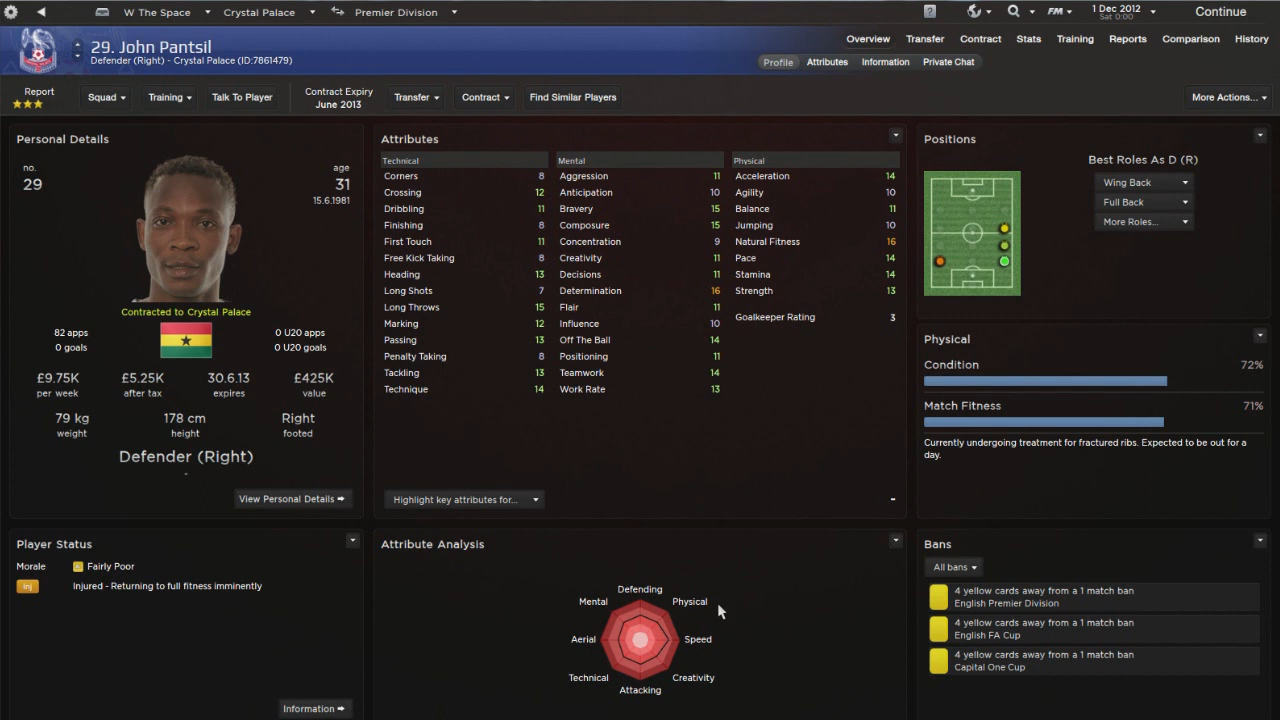 W The Space
Crystal Palace
Premier Division
?
FM
1 Dec 2012
Sat 0:00
Continue
29. John Pantsil
Defender (Right) - Crystal Palace (ID:7861479)
Overview Transfer Contract Stats Training Reports Comparison History
Profile Attributes Information Private Chat
Report
Squad
Training
Talk To Player
Contract Expiry
June 2013
Transfer
Contract
Find Similar Players
More Actions...
Personal Details
no.
29
age
31
15.6.1981
Contracted to Crystal Palace
82 apps
0 goals
0 U20 apps
0 U20 goals
£9.75K
per week
£5.25K
after tax
30.6.13
expires
£425K
value
79 kg
weight
178 cm
height
Right
footed
Defender (Right)
-
View Personal Details
Attributes
Technical
Corners 8
Crossing 12
Dribbling 11
Finishing 8
First Touch 11
Free Kick Taking 8
Heading 13
Long Shots 7
Long Throws 15
Marking 12
Passing 13
Penalty Taking 8
Tackling 13
Technique 14
Mental
Aggression 11
Anticipation 10
Bravery 15
Composure 15
Concentration 9
Creativity 11
Decisions 11
Determination 16
Flair 11
Influence 10
Off The Ball 14
Positioning 11
Teamwork 14
Work Rate 13
Physical
Acceleration 14
Agility 10
Balance 11
Jumping 10
Natural Fitness 16
Pace 14
Stamina 14
Strength 13
Goalkeeper Rating 3
Highlight key attributes for...
-
Positions
Best Roles As D (R)
Wing Back
Full Back
More Roles...
Physical
Condition 72%
Match Fitness 71%
Currently undergoing treatment for fractured ribs. Expected to be out for a
day.
Player Status
Morale Fairly Poor
Inj Injured - Returning to full fitness imminently
Information
Attribute Analysis
Defending
Mental
Physical
Aerial
Speed
Technical
Creativity
Attacking
Bans
All bans
4 yellow cards away from a 1 match ban
English Premier Division
4 yellow cards away from a 1 match ban
English FA Cup
4 yellow cards away from a 1 match ban
Capital One Cup